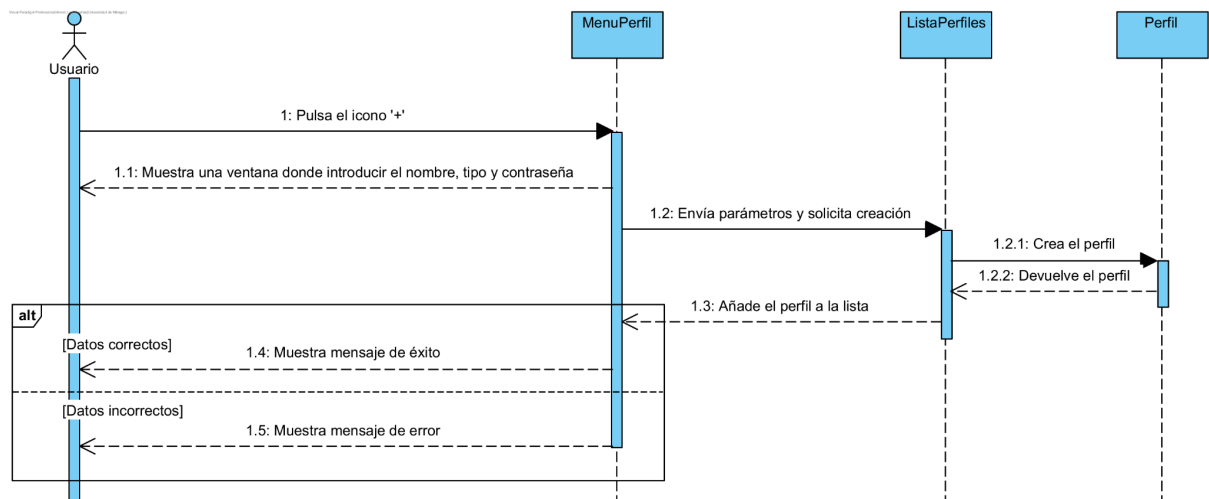 Usuario
MenuPerfil
ListaPerfiles
Perfil
1: Pulsa el icono '+'
1.1: Muestra una ventana donde introducir el nombre, tipo y contraseña
1.2: Envía parámetros y solicita creación
1.2.1: Crea el perfil
1.2.2: Devuelve el perfil
1.3: Añade el perfil a la lista
alt
[Datos correctos]
1.4: Muestra mensaje de éxito
[Datos incorrectos]
1.5: Muestra mensaje de error